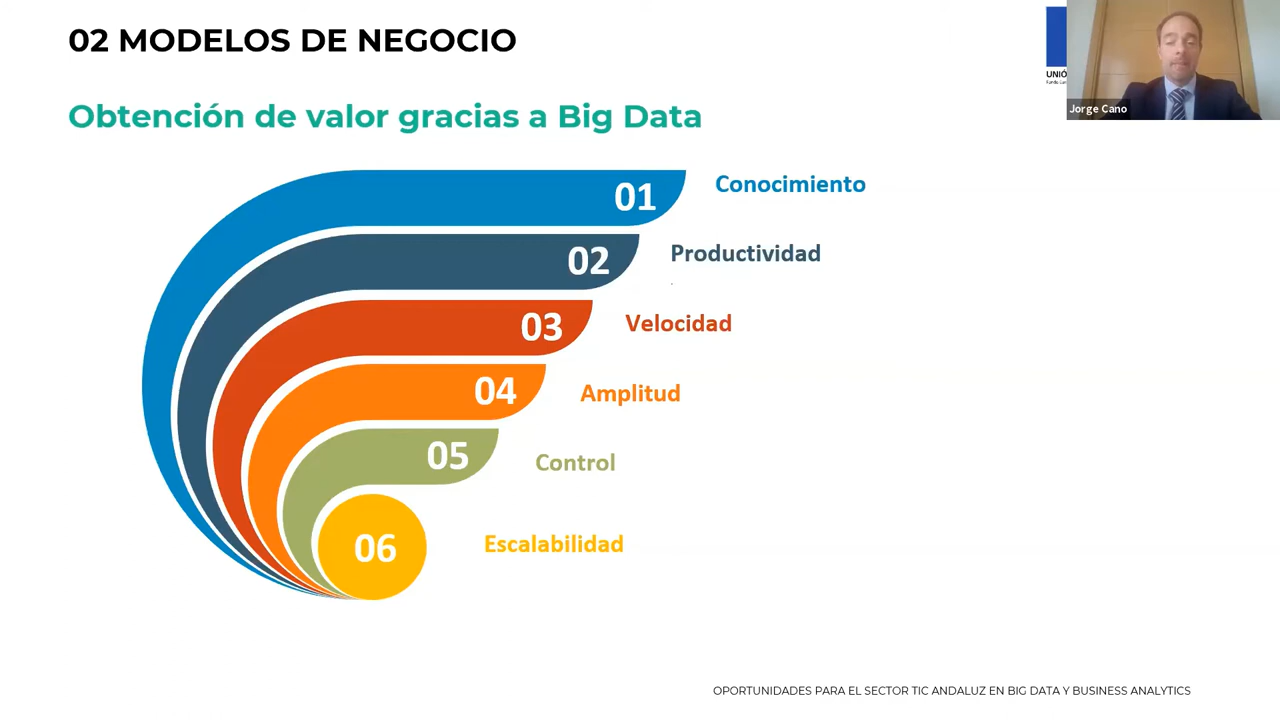 02 MODELOS DE NEGOCIO
Obtención de valor gracias a Big Data
UNIÓ
Jorge Cano
01 Conocimiento
02 Productividad
03 Velocidad
04 Amplitud
05 Control
06 Escalabilidad
OPORTUNIDADES PARA EL SECTOR TIC ANDALUZ EN BIG DATA Y BUSINESS ANALYTICS